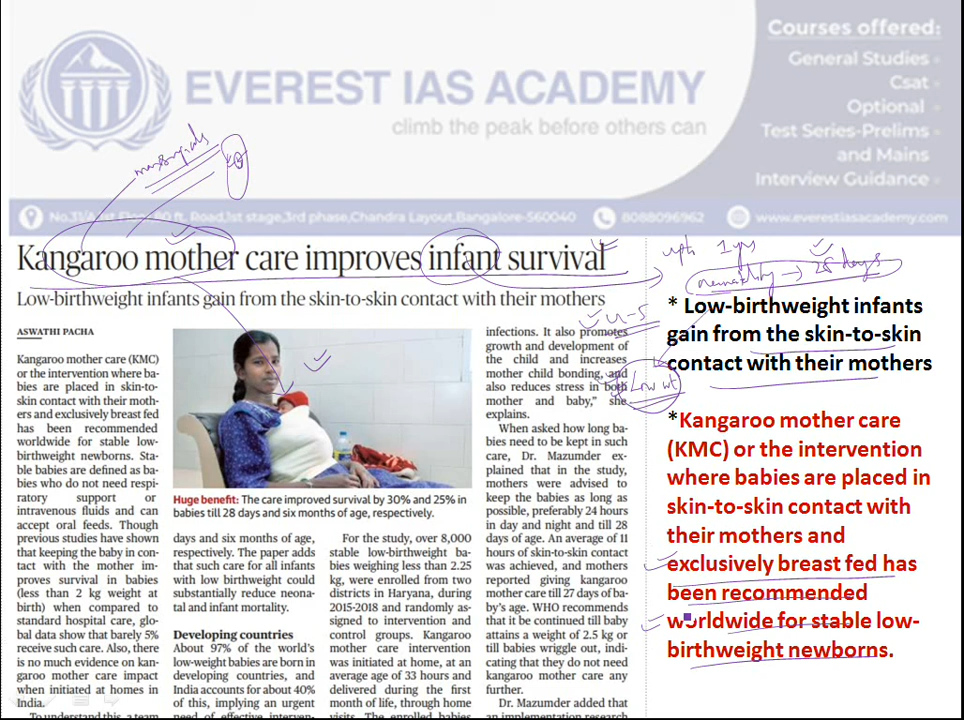 Courses offered:
General Studies
Csat
Optional
Test Series-Prelims
and Mains
Interview Guidance
EVEREST IAS ACADEMY
climb the peak before others can
Road,1st stage,3rd phase,Chandra Layout,Bangalore-560040
8088096962
www.everestiasacademy.com
marsupials
Kangaroo mother care improves infant survival
Low-birthweight infants gain from the skin-to-skin contact with their mothers
ASWATHI PACHA
Kangaroo mother care (KMC)
or the intervention where ba-
bies are placed in skin-to-
skin contact with their moth-
ers and exclusively breast fed
has been recommended
worldwide for stable low-
birthweight newborns. Sta-
ble babies are defined as ba-
bies who do not need respi-
ratory support or
intravenous fluids and can
accept oral feeds. Though
previous studies have shown
that keeping the baby in con-
tact with the mother im-
proves survival in babies
(less than 2 kg weight at
birth) when compared to
standard hospital care, glo-
bal data show that barely 5%
receive such care. Also, there
is no much evidence on kan-
garoo mother care impact
when initiated at homes in
India.
To understand this, a team
Huge benefit: The care improved survival by 30% and 25% in
babies till 28 days and six months of age, respectively.
days and six months of age,
respectively. The paper adds
that such care for all infants
with low birthweight could
substantially reduce neona-
tal and infant mortality.
Developing countries
About 97% of the world's
low-weight babies are born in
developing countries, and
India accounts for about 40%
of this, implying an urgent
need of effective interven-
For the study, over 8,000
stable low-birthweight ba-
bies weighing less than 2.25
kg, were enrolled from two
districts in Haryana, during
2015-2018 and randomly as-
signed to intervention and
control groups. Kangaroo
mother care intervention
was initiated at home, at an
average age of 33 hours and
delivered during the first
month of life, through home
visits. The enrolled babies
infections. It also promotes
growth and development of
the child and increases
mother child bonding, and
also reduces stress in both
mother and baby," she
explains.
When asked how long ba-
bies need to be kept in such
care, Dr. Mazumder ex-
plained that in the study,
mothers were advised to
keep the babies as long as
possible, preferably 24 hours
in day and night and till 28
days of age. An average of 11
hours of skin-to-skin contact
was achieved, and mothers
reported giving kangaroo
mother care till 27 days of ba-
by's age. WHO recommends
that it be continued till baby
attains a weight of 2.5 kg or
till babies wriggle out, indi-
cating that they do not need
kangaroo mother care any
further.
Dr. Mazumder added that
an implementation research
upto 1 yrs
28 days
U-5
Low wt
* Low-birthweight infants
gain from the skin-to-skin
contact with their mothers
*Kangaroo mother care
(KMC) or the intervention
where babies are placed in
skin-to-skin contact with
their mothers and
exclusively breast fed has
been recommended
worldwide for stable low-
birthweight newborns.